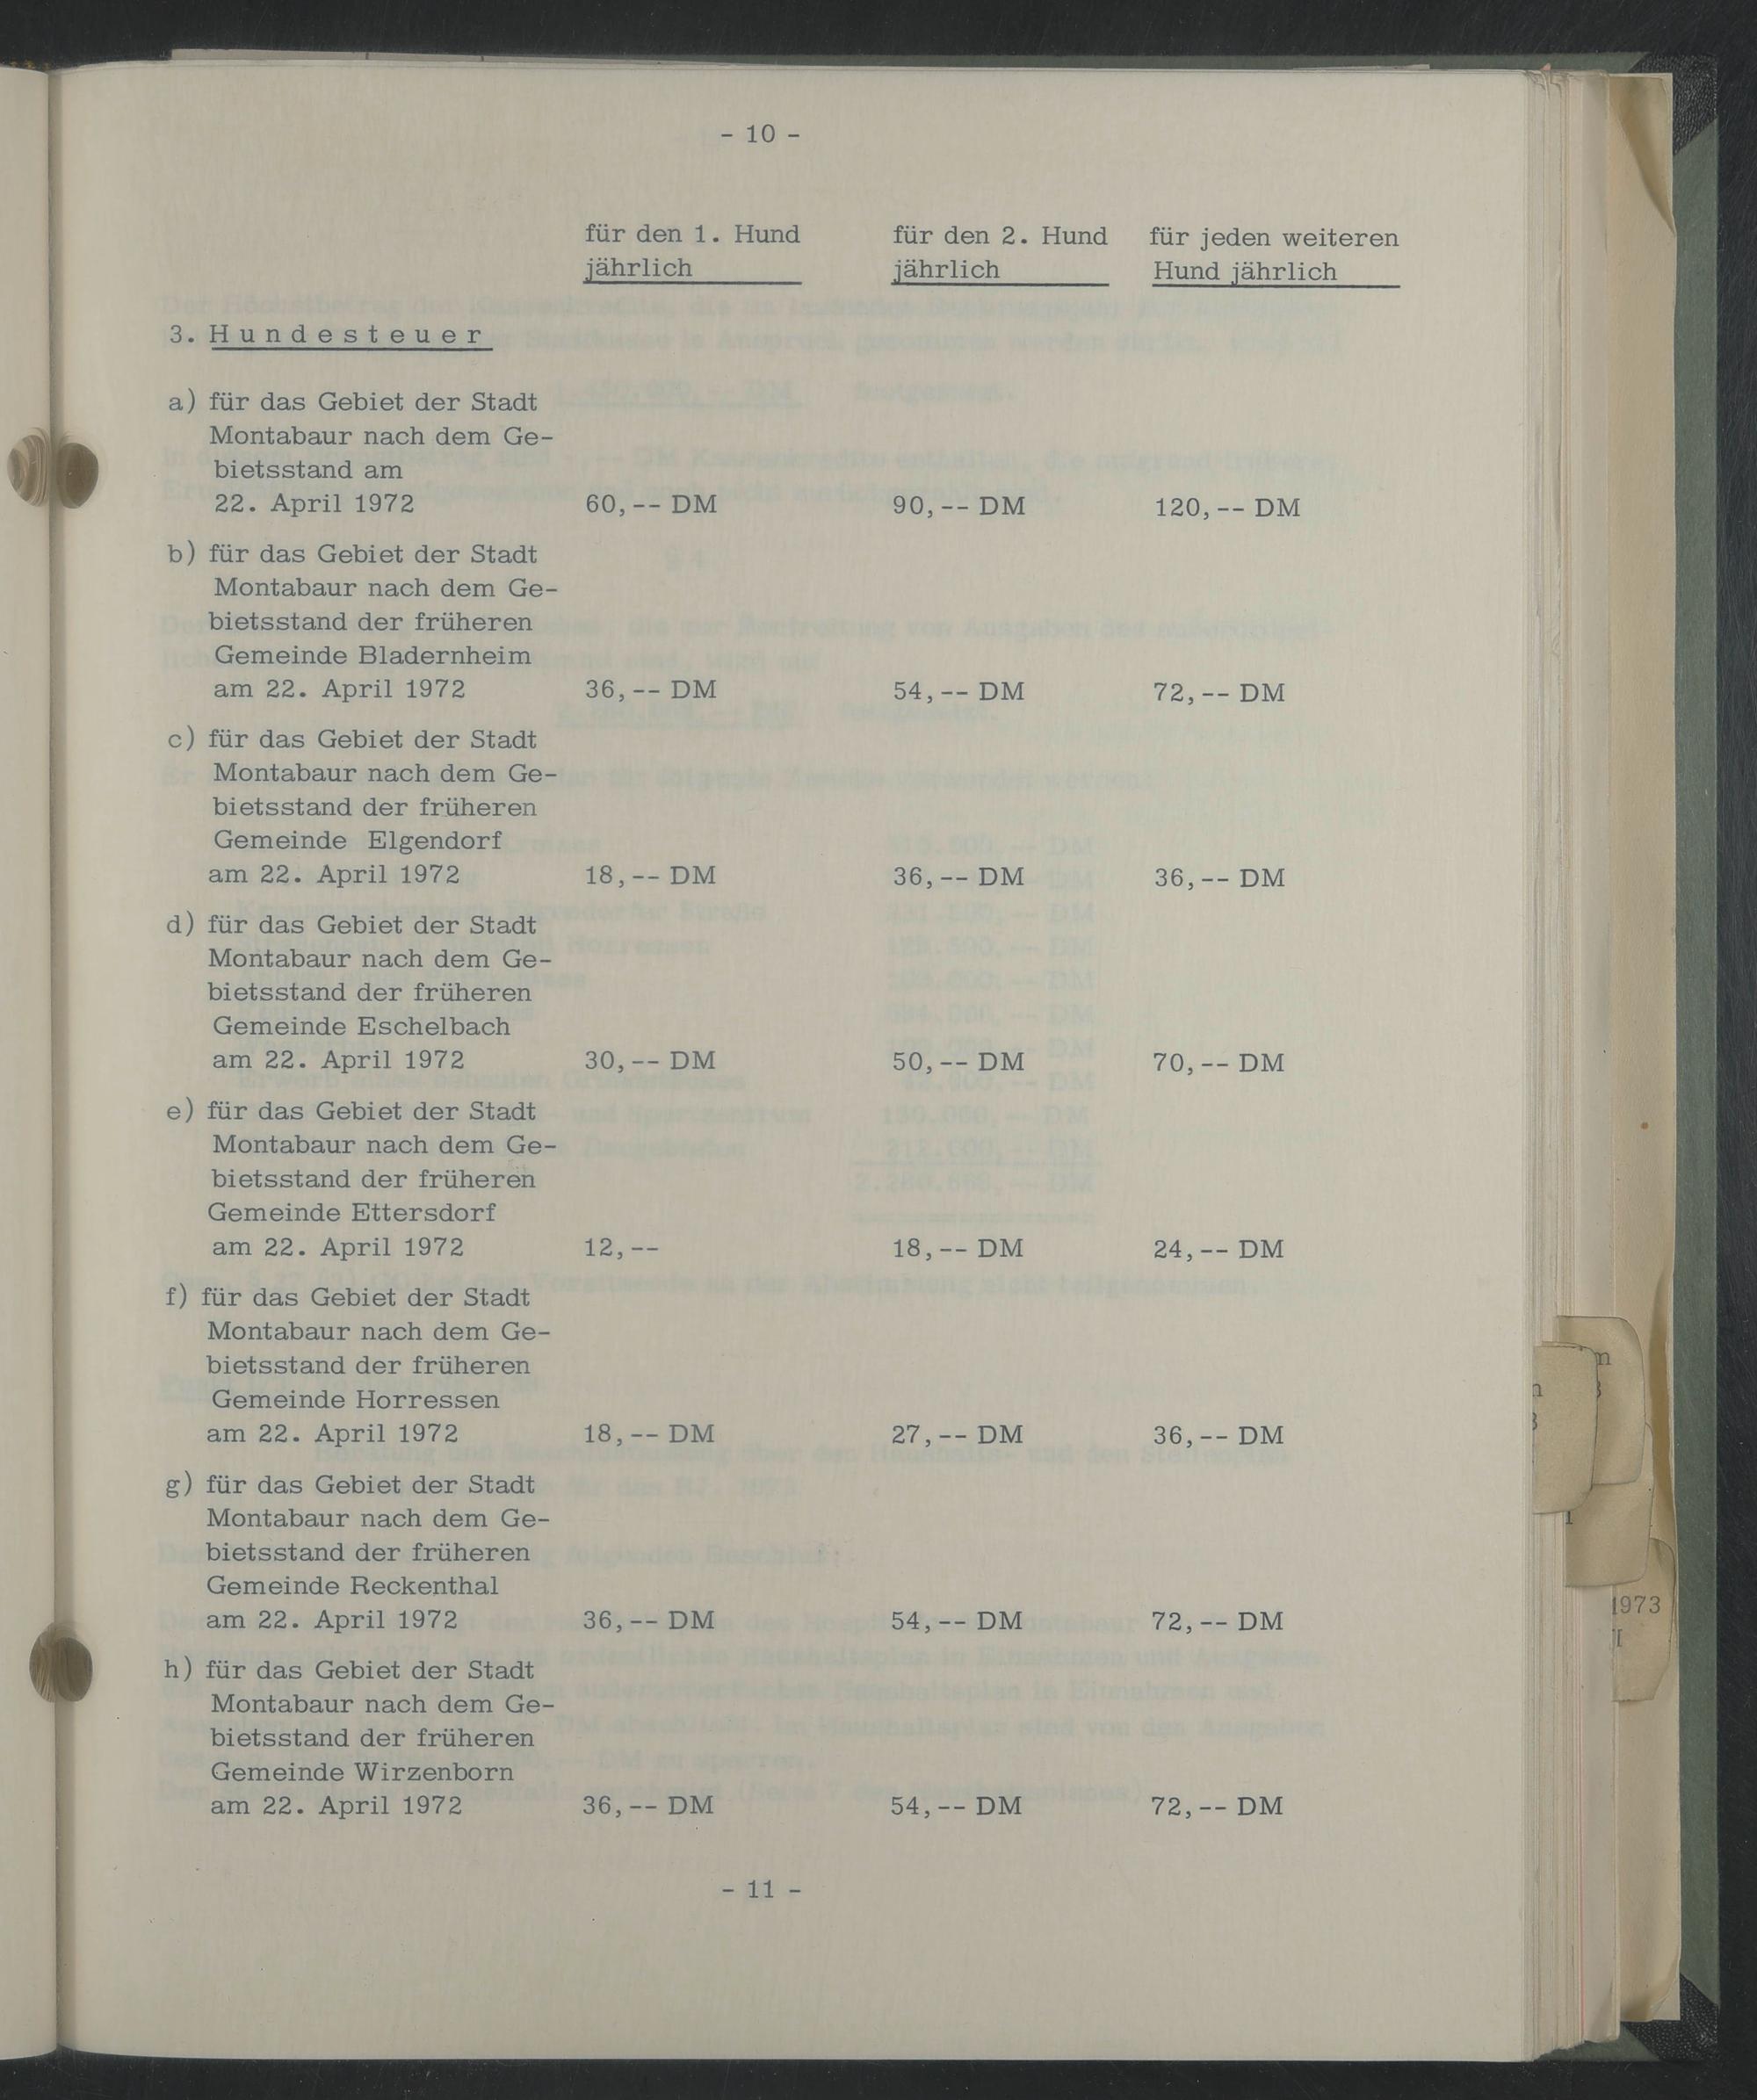 - 10 -
für den 1. Hund für den 2. Hund für jeden weiteren
jährlich jährlich Hund jährlich
3. Hundesteuer
a) für das Gebiet der Stadt
Montabaur nach dem Ge-
bietsstand am
22. April 1972 60,-- DM 90,-- DM 120,-- DM
b) für das Gebiet der Stadt
Montabaur nach dem Ge-
bietsstand der früheren
Gemeinde Bladernheim
am 22. April 1972 36,-- DM 54,-- DM 72,-- DM
c) für das Gebiet der Stadt
Montabaur nach dem Ge-
bietsstand der früheren
Gemeinde Elgendorf
am 22. April 1972 18,-- DM 36,-- DM 36,-- DM
d) für das Gebiet der Stadt
Montabaur nach dem Ge-
bietsstand der früheren
Gemeinde Eschelbach
am 22. April 1972 30,-- DM 50,-- DM 70,-- DM
e) für das Gebiet der Stadt
Montabaur nach dem Ge-
bietsstand der früheren
Gemeinde Ettersdorf
am 22. April 1972 12,-- 18,-- DM 24,-- DM
f) für das Gebiet der Stadt
Montabaur nach dem Ge-
bietsstand der früheren
Gemeinde Horressen
am 22. April 1972 18,-- DM 27,-- DM 36,-- DM
g) für das Gebiet der Stadt
Montabaur nach dem Ge-
bietsstand der früheren
Gemeinde Reckenthal
am 22. April 1972 36,-- DM 54,-- DM 72,-- DM
h) für das Gebiet der Stadt
Montabaur nach dem Ge-
bietsstand der früheren
Gemeinde Wirzenborn
am 22. April 1972 36,-- DM 54,-- DM 72,-- DM
- 11 -
1973